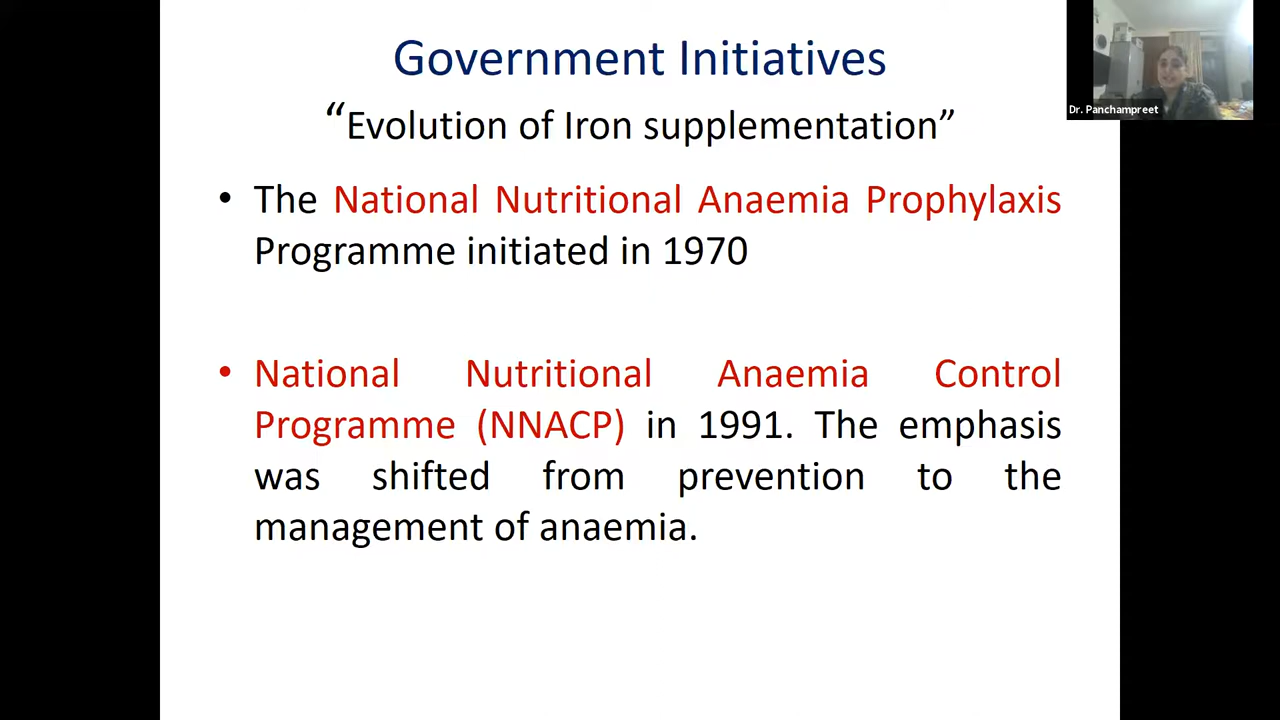 Government Initiatives
“Evolution of Iron supplementation”
• The National Nutritional Anaemia Prophylaxis
Programme initiated in 1970
• National Nutritional Anaemia Control
Programme (NNACP) in 1991. The emphasis
was shifted from prevention to the
management of anaemia.
Dr. Panchampreet